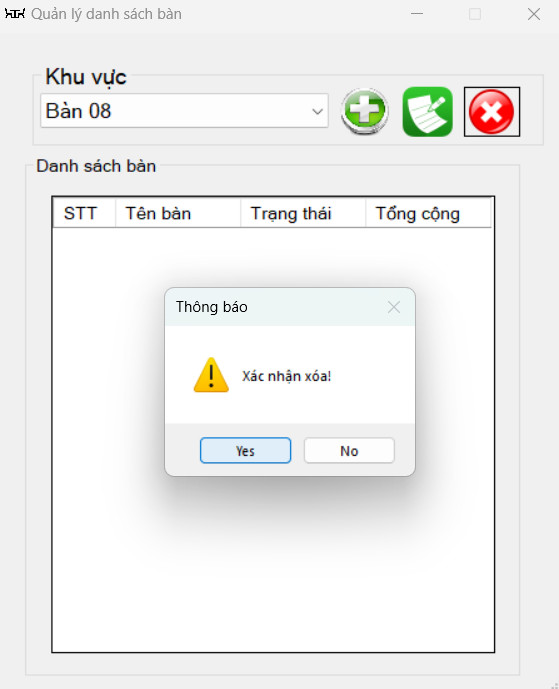 Quản lý danh sách bàn
Khu vực
Bàn 08
Danh sách bàn
STT Tên bàn Trạng thái Tổng cộng
Thông báo
Xác nhận xóa!
Yes No